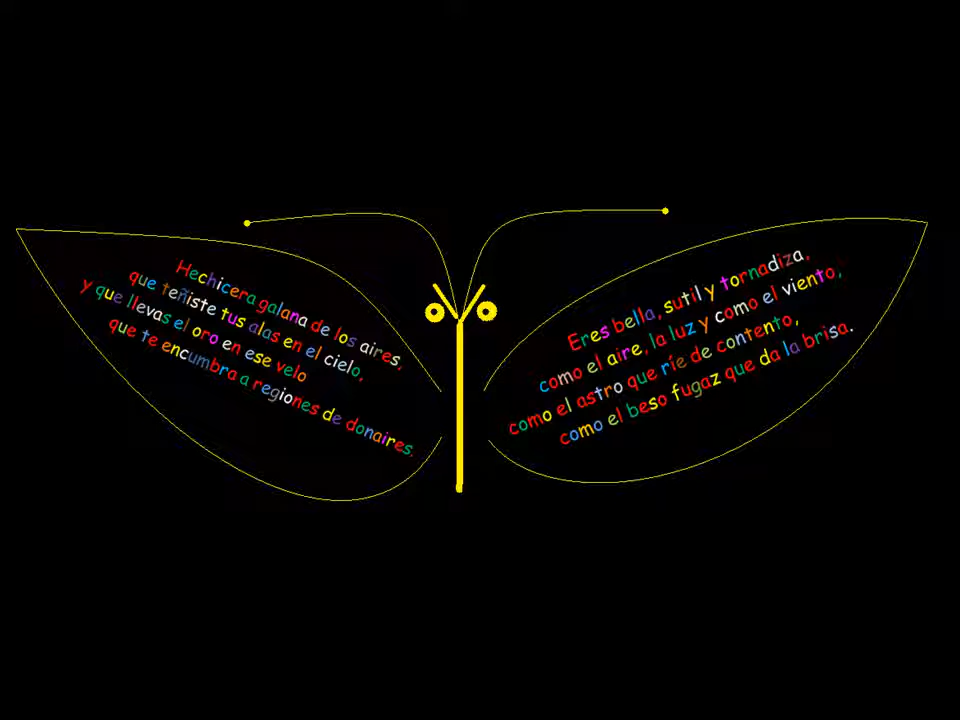 Hechicera galana de los aires,
que teñiste tus alas en el cielo,
y que llevas el oro en ese velo
que te encumbra a regiones de donaires.
Eres bella, sutil y tornadiza,
como el aire, la luz y como el viento,
como el astro que ríe de contento,
como el beso fugaz que da la brisa.